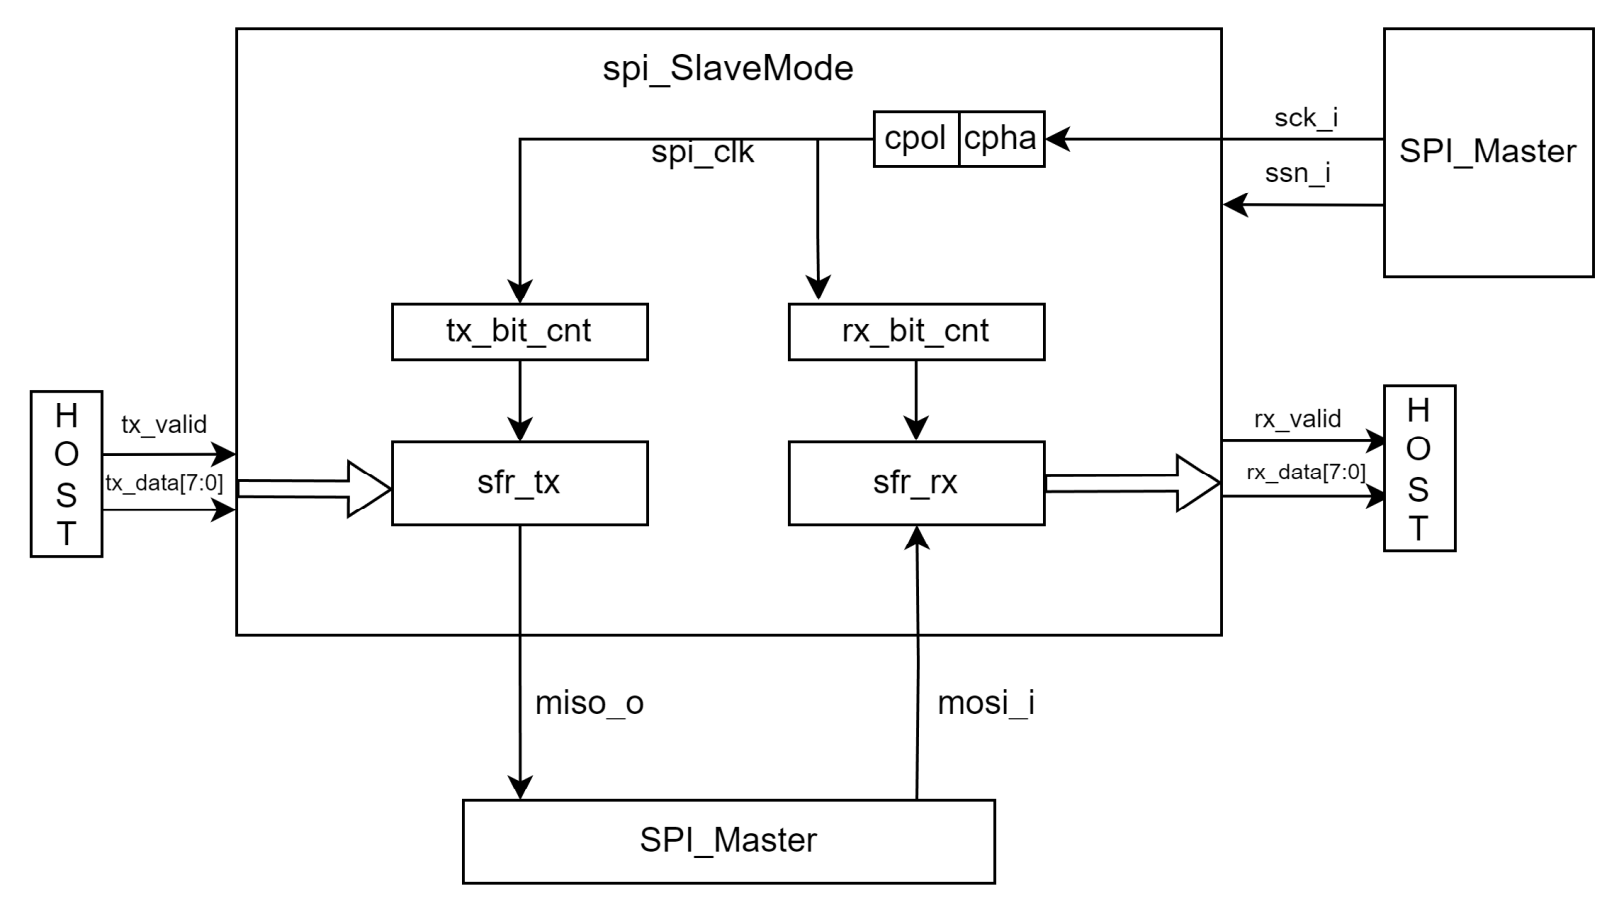 spi_SlaveMode
sck_i
cpol
cpha
SPI_Master
spi_clk
ssn_i
tx_bit_cnt
rx_bit_cnt
H
O
S
T
tx_valid
tx_data[7:0]
sfr_tx
sfr_rx
rx_valid
rx_data[7:0]
H
O
S
T
miso_o
mosi_i
SPI_Master